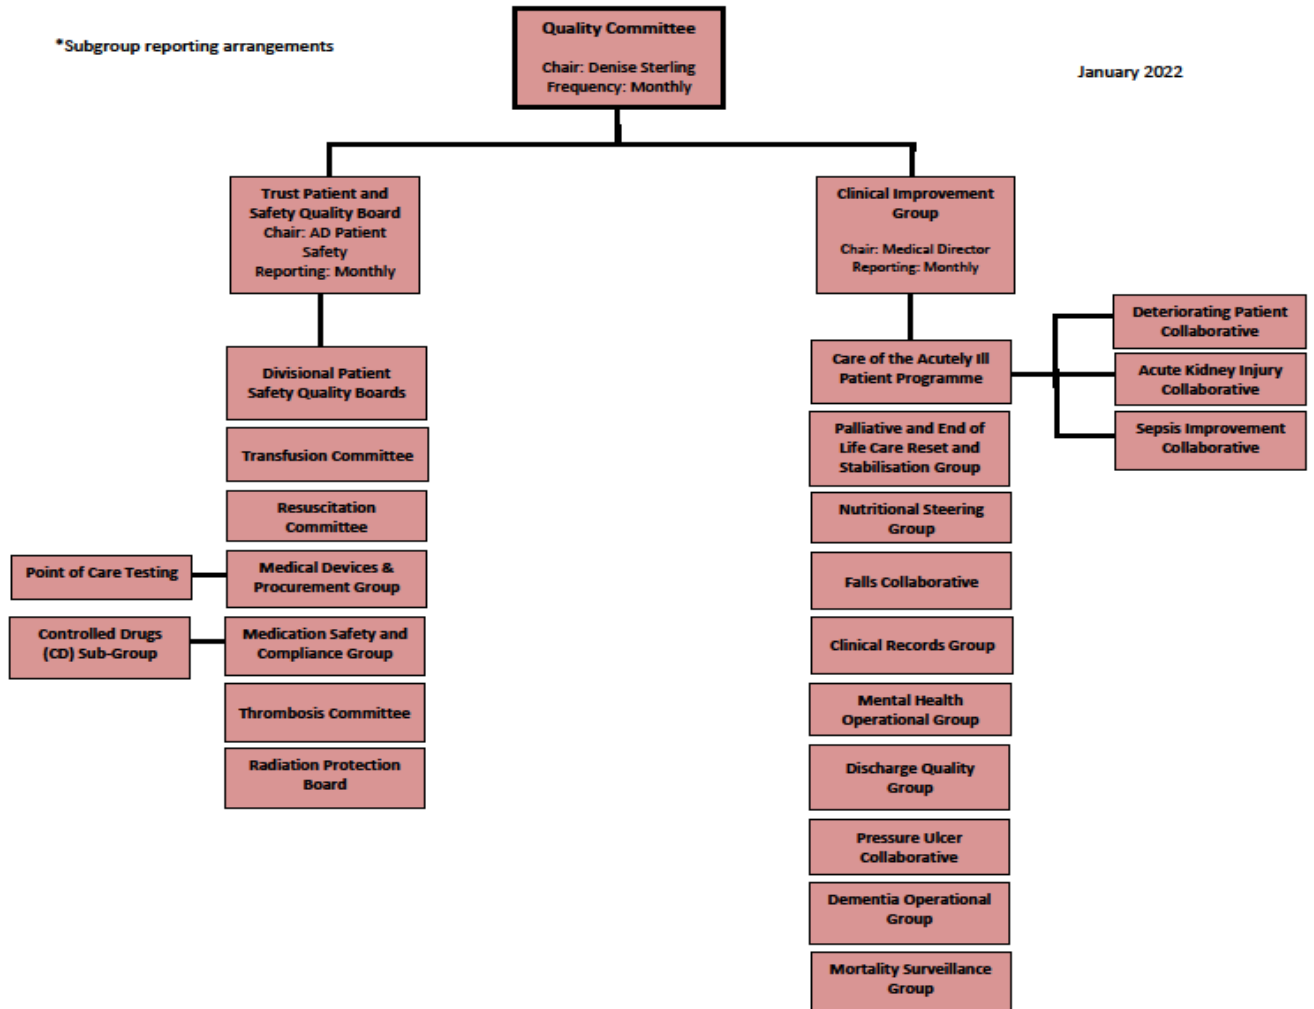 *Subgroup reporting arrangements
January 2022
Quality Committee
Chair: Denise Sterling
Frequency: Monthly
Trust Patient and
Safety Quality Board
Chair: AD Patient
Safety
Reporting: Monthly
Clinical Improvement
Group
Chair: Medical Director
Reporting: Monthly
Divisional Patient
Safety Quality Boards
Transfusion Committee
Resuscitation
Committee
Medical Devices &
Procurement Group
Point of Care Testing
Medication Safety and
Compliance Group
Controlled Drugs
(CD) Sub-Group
Thrombosis Committee
Radiation Protection
Board
Care of the Acutely Ill
Patient Programme
Deteriorating Patient
Collaborative
Acute Kidney Injury
Collaborative
Sepsis Improvement
Collaborative
Palliative and End of
Life Care Reset and
Stabilisation Group
Nutritional Steering
Group
Falls Collaborative
Clinical Records Group
Mental Health
Operational Group
Discharge Quality
Group
Pressure Ulcer
Collaborative
Dementia Operational
Group
Mortality Surveillance
Group